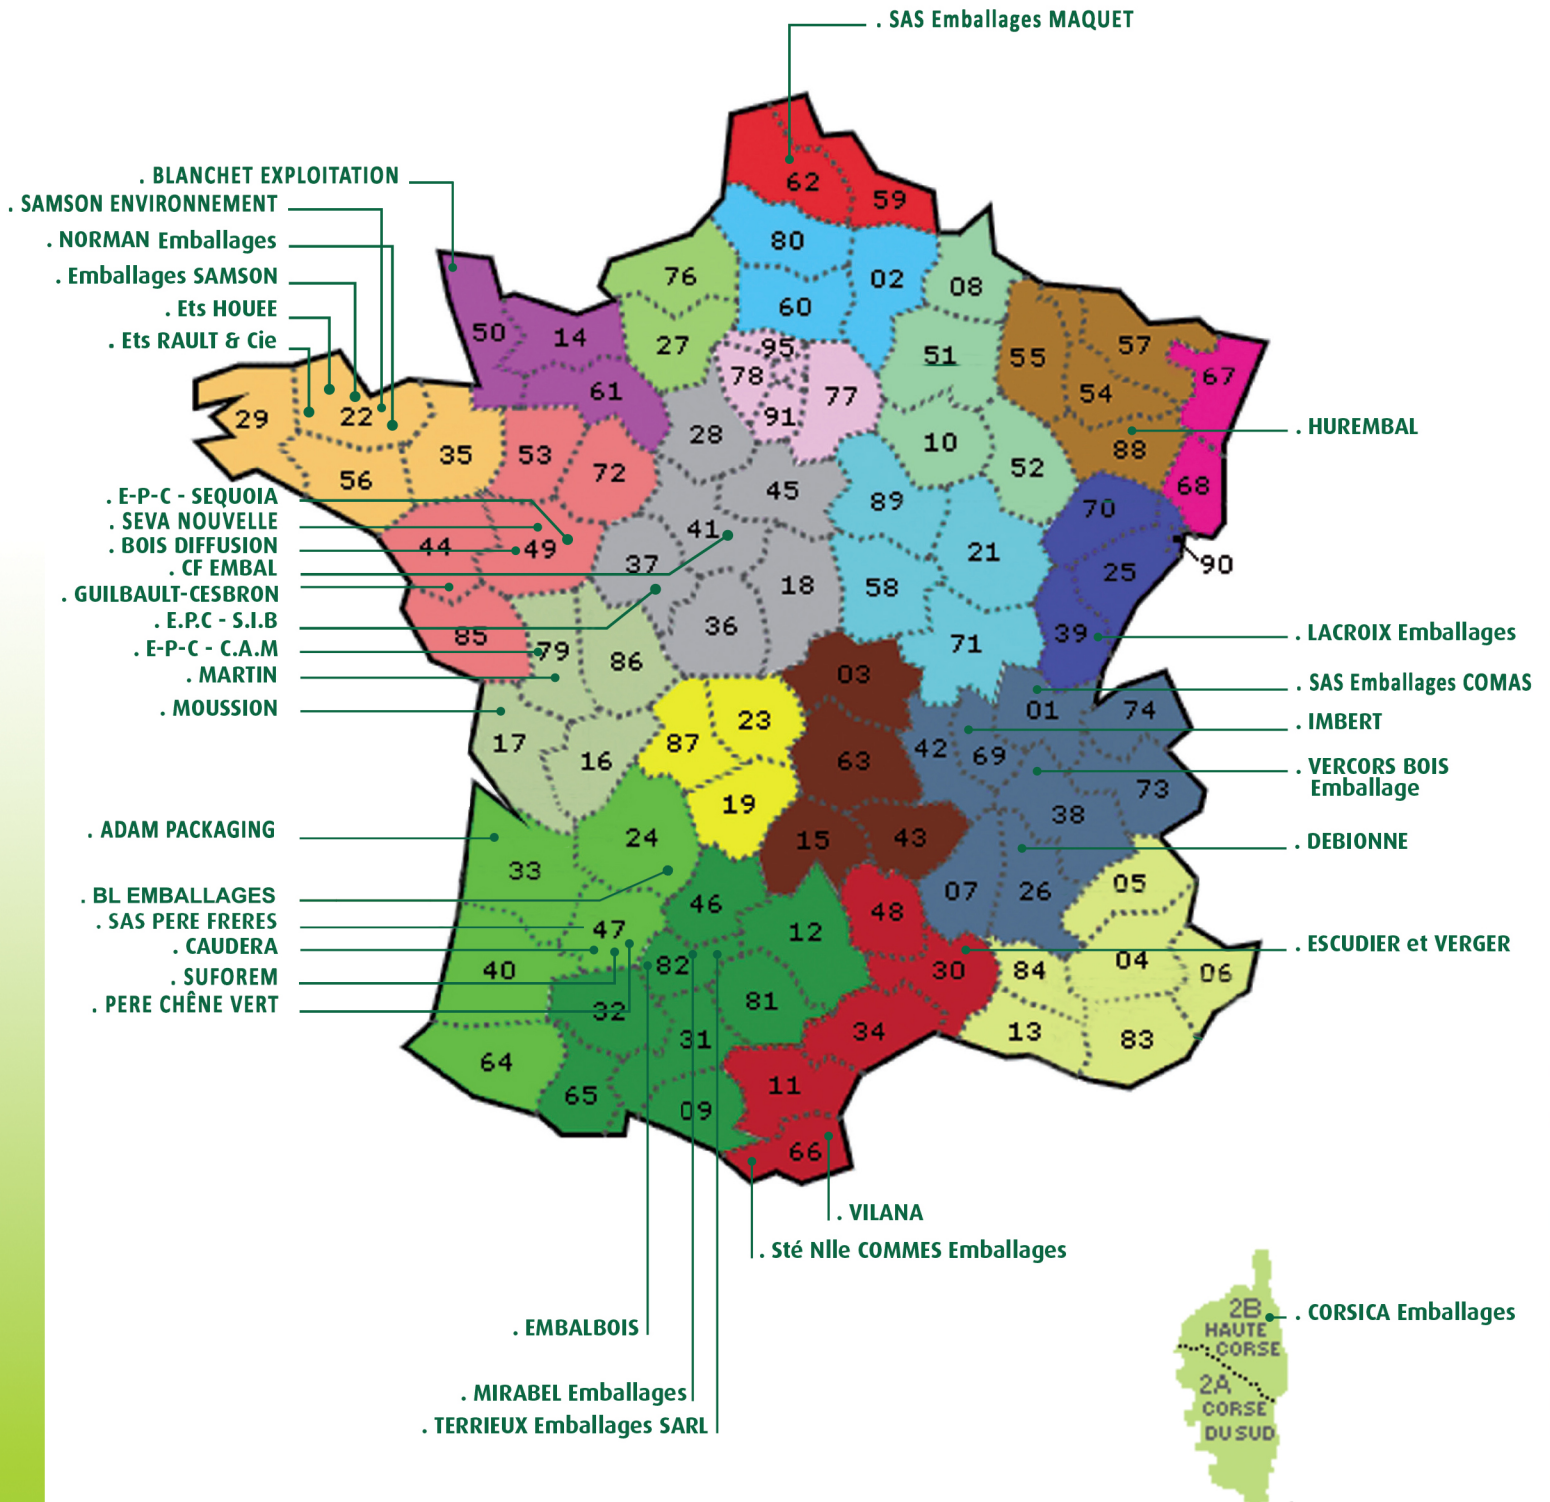 . SAS Emballages MAQUET
. BLANCHET EXPLOITATION
. SAMSON ENVIRONNEMENT
. NORMAN Emballages
. Emballages SAMSON
. Ets HOUEE
. Ets RAULT & Cie
. E-P-C - SEQUOIA
. SEVA NOUVELLE
. BOIS DIFFUSION
. CF EMBAL
. GUILBAULT-CESBRON
. E.P.C - S.I.B
. E-P-C - C.A.M
. MARTIN
. MOUSSION
. ADAM PACKAGING
. BL EMBALLAGES
. SAS PERE FRERES
. CAUDERA
. SUFOREM
. PERE CHÊNE VERT
62
59
80
02
60
76
27
08
51
10
52
55
57
54
88
67
68
50
14
61
95
78
91
77
29
22
56
35
53
72
44
49
85
28
45
41
37
18
36
89
21
58
71
70
25
90
39
79
86
17
16
87
23
19
03
63
15
43
42
69
01
74
73
38
07
26
24
33
47
40
64
46
12
82
81
32
31
65
09
48
30
34
11
66
05
04
06
84
13
83
. HUREMBAL
. LACROIX Emballages
. SAS Emballages COMAS
. IMBERT
. VERCORS BOIS
Emballage
. DEBIONNE
. ESCUDIER et VERGER
. VILANA
. Sté Nlle COMMES Emballages
. EMBALBOIS
. MIRABEL Emballages
. TERRIEUX Emballages SARL
. CORSICA Emballages
2B
HAUTE
CORSE
2A
CORSE
DU SUD